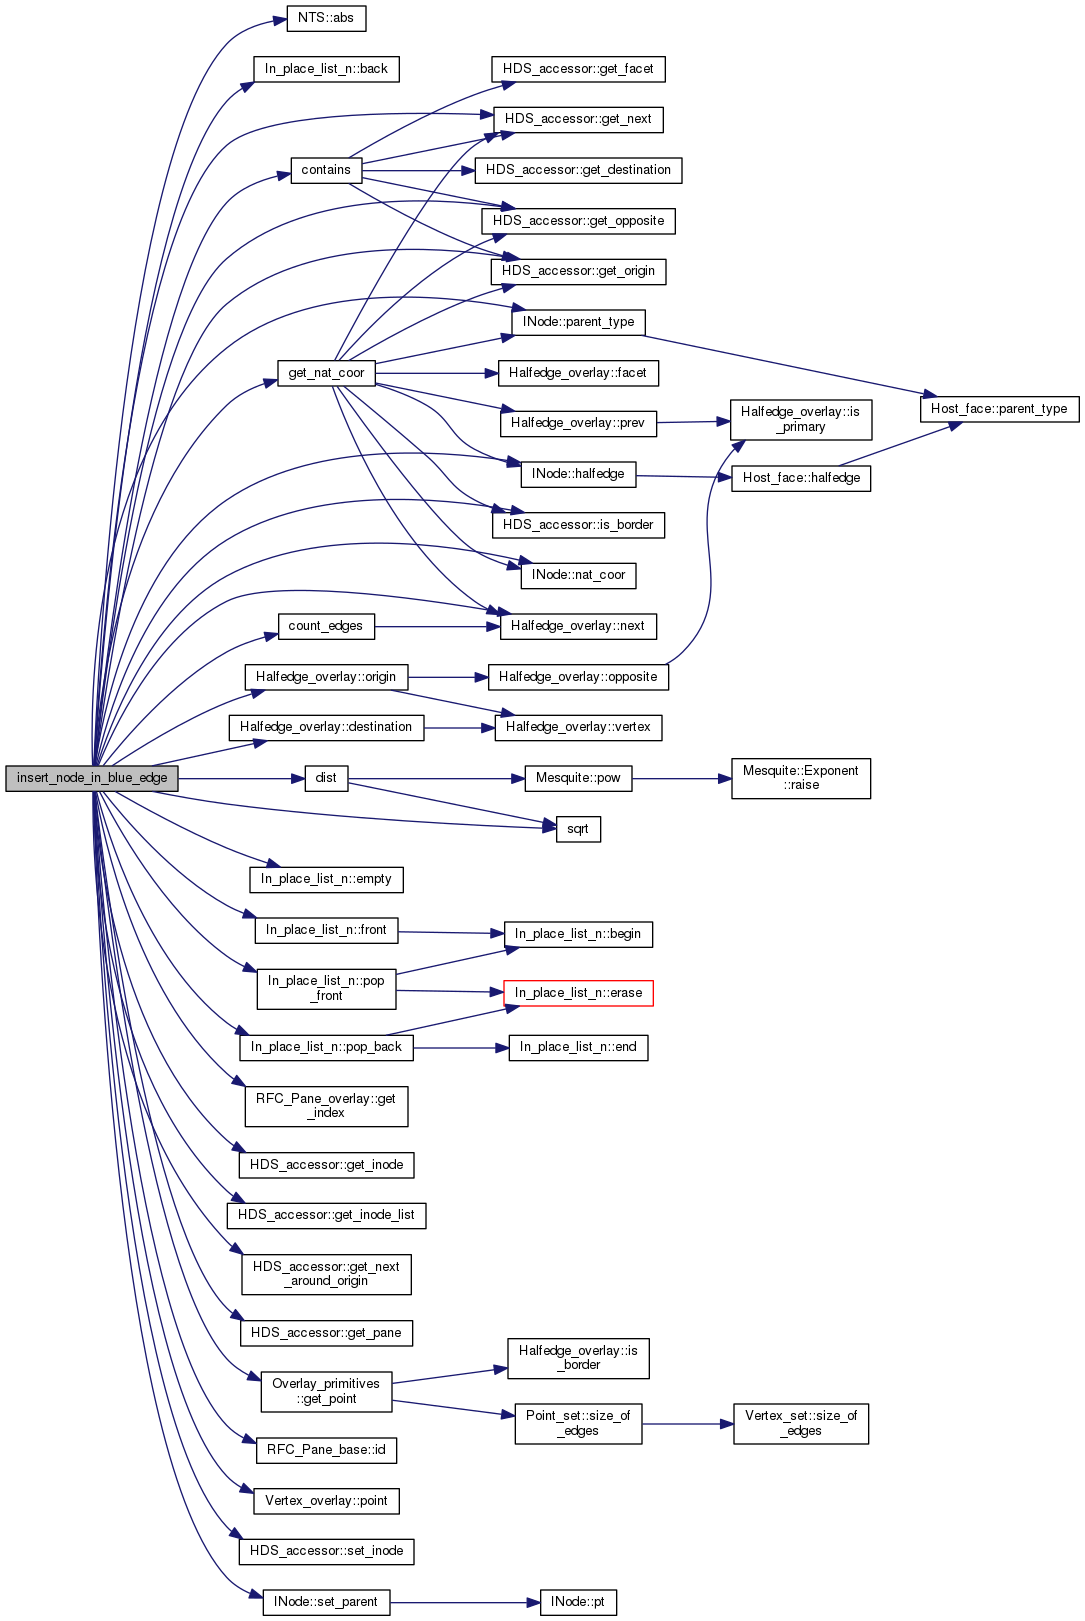 NTS::abs
In_place_list_n::back
HDS_accessor::get_facet
HDS_accessor::get_next
contains
HDS_accessor::get_destination
HDS_accessor::get_opposite
HDS_accessor::get_origin
INode::parent_type
get_nat_coor
Halfedge_overlay::facet
Halfedge_overlay::prev
Halfedge_overlay::is
_primary
Host_face::parent_type
INode::halfedge
Host_face::halfedge
HDS_accessor::is_border
INode::nat_coor
count_edges
Halfedge_overlay::next
Halfedge_overlay::origin
Halfedge_overlay::opposite
Halfedge_overlay::destination
Halfedge_overlay::vertex
insert_node_in_blue_edge
dist
Mesquite::pow
Mesquite::Exponent
::raise
sqrt
In_place_list_n::empty
In_place_list_n::front
In_place_list_n::begin
In_place_list_n::pop
_front
In_place_list_n::erase
In_place_list_n::pop_back
In_place_list_n::end
RFC_Pane_overlay::get
_index
HDS_accessor::get_inode
HDS_accessor::get_inode_list
HDS_accessor::get_next
_around_origin
HDS_accessor::get_pane
Halfedge_overlay::is
_border
Overlay_primitives
::get_point
Point_set::size_of
_edges
Vertex_set::size_of
_edges
RFC_Pane_base::id
Vertex_overlay::point
HDS_accessor::set_inode
INode::set_parent
INode::pt